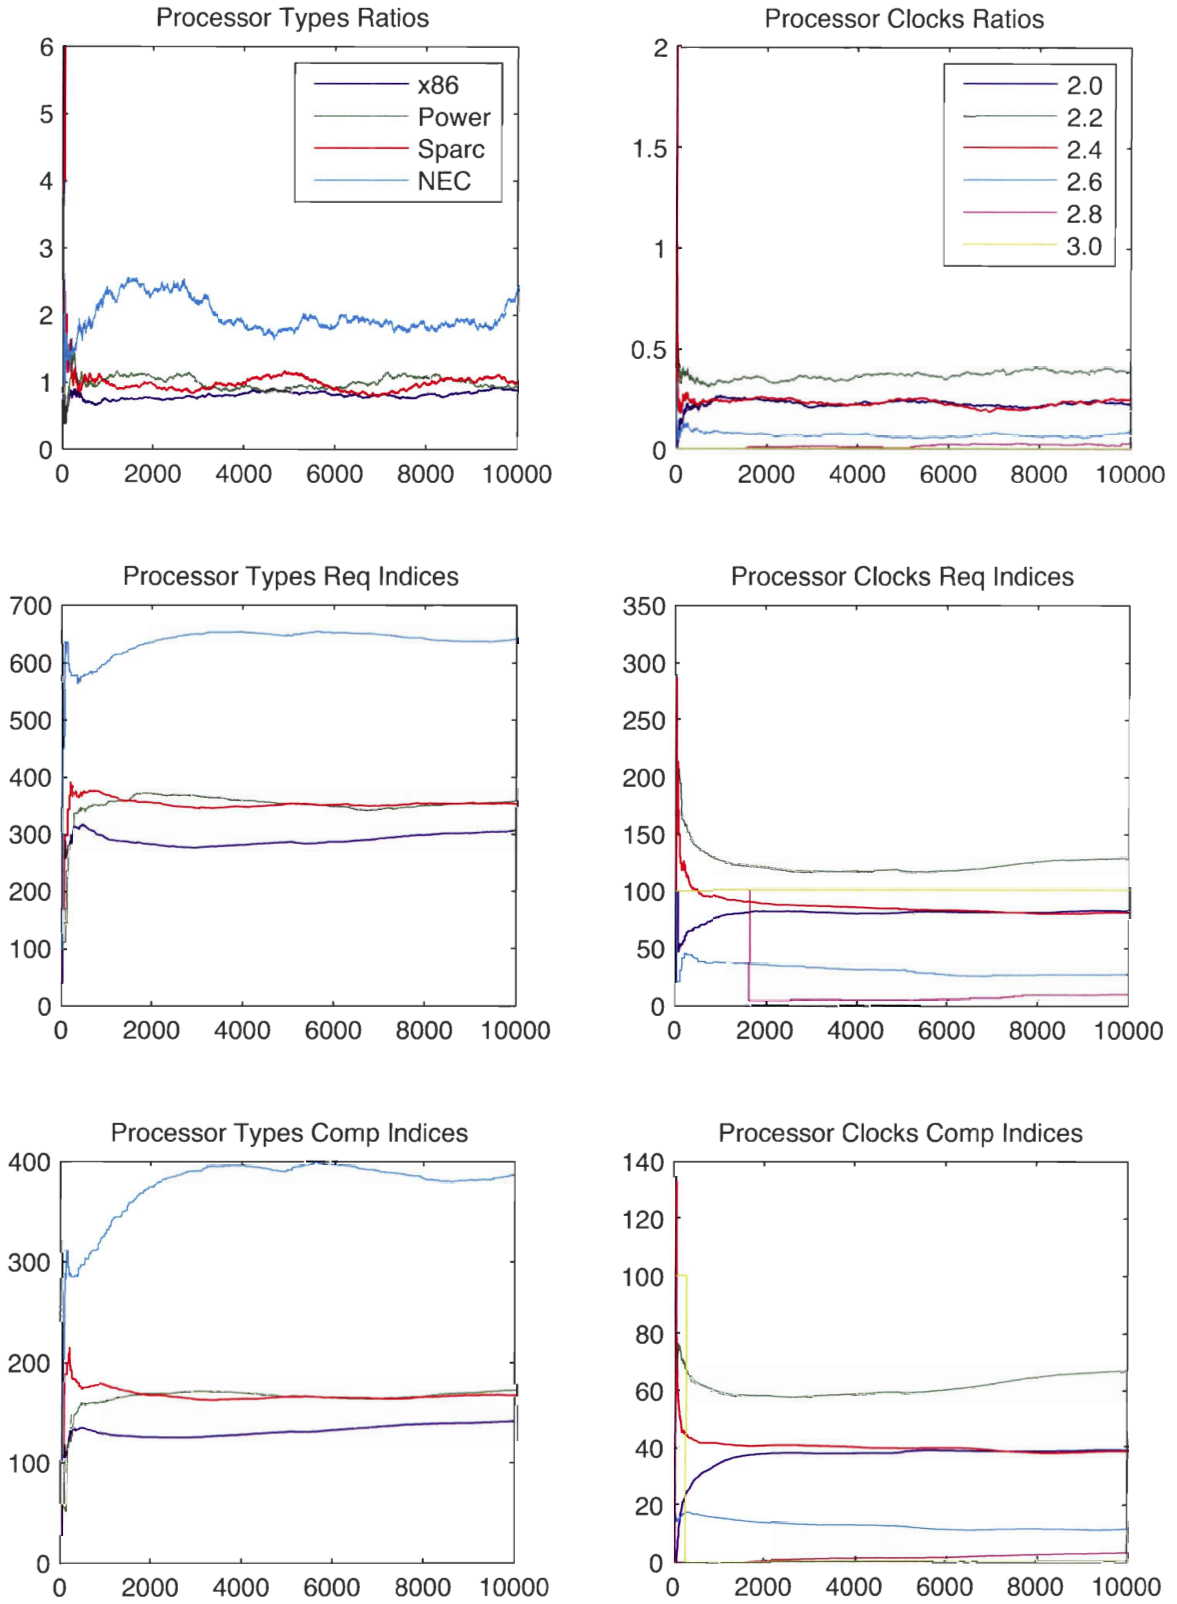 Processor Types Ratios
6
5
4
3
2
1
0
0 2000 4000 6000 8000 10000
x86
Power
Sparc
NEC
Processor Clocks Ratios
2
1.5
1
0.5
0
0 2000 4000 6000 8000 10000
2.0
2.2
2.4
2.6
2.8
3.0
Processor Types Req Indices
700
600
500
400
300
200
100
0
0 2000 4000 6000 8000 10000
Processor Clocks Req Indices
350
300
250
200
150
100
50
0
0 2000 4000 6000 8000 10000
Processor Types Comp Indices
400
300
200
100
0
0 2000 4000 6000 8000 10000
Processor Clocks Comp Indices
140
120
100
80
60
40
20
0
0 2000 4000 6000 8000 10000